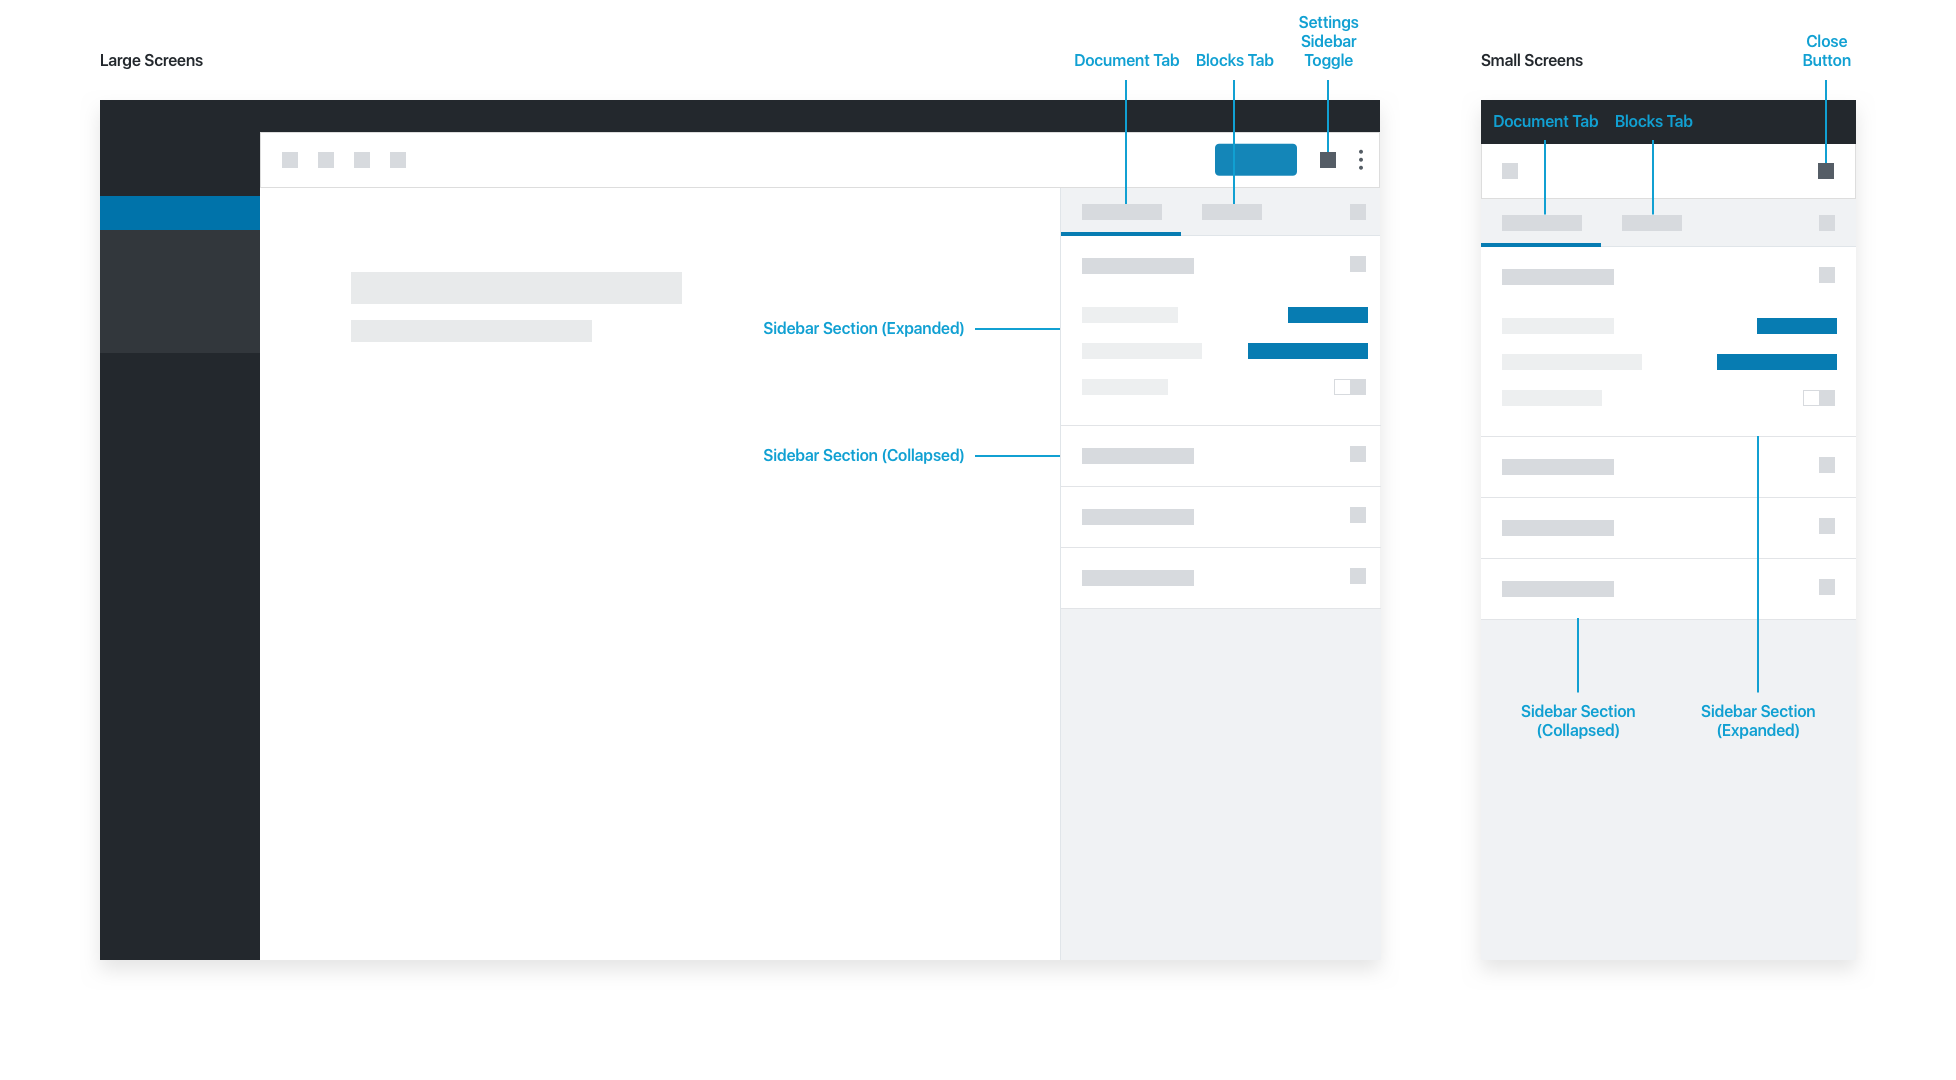 Large Screens
Document Tab
Blocks Tab
Settings
Sidebar
Toggle
Sidebar Section (Expanded)
Sidebar Section (Collapsed)
Small Screens
Close
Button
Document Tab
Blocks Tab
Sidebar Section
(Collapsed)
Sidebar Section
(Expanded)